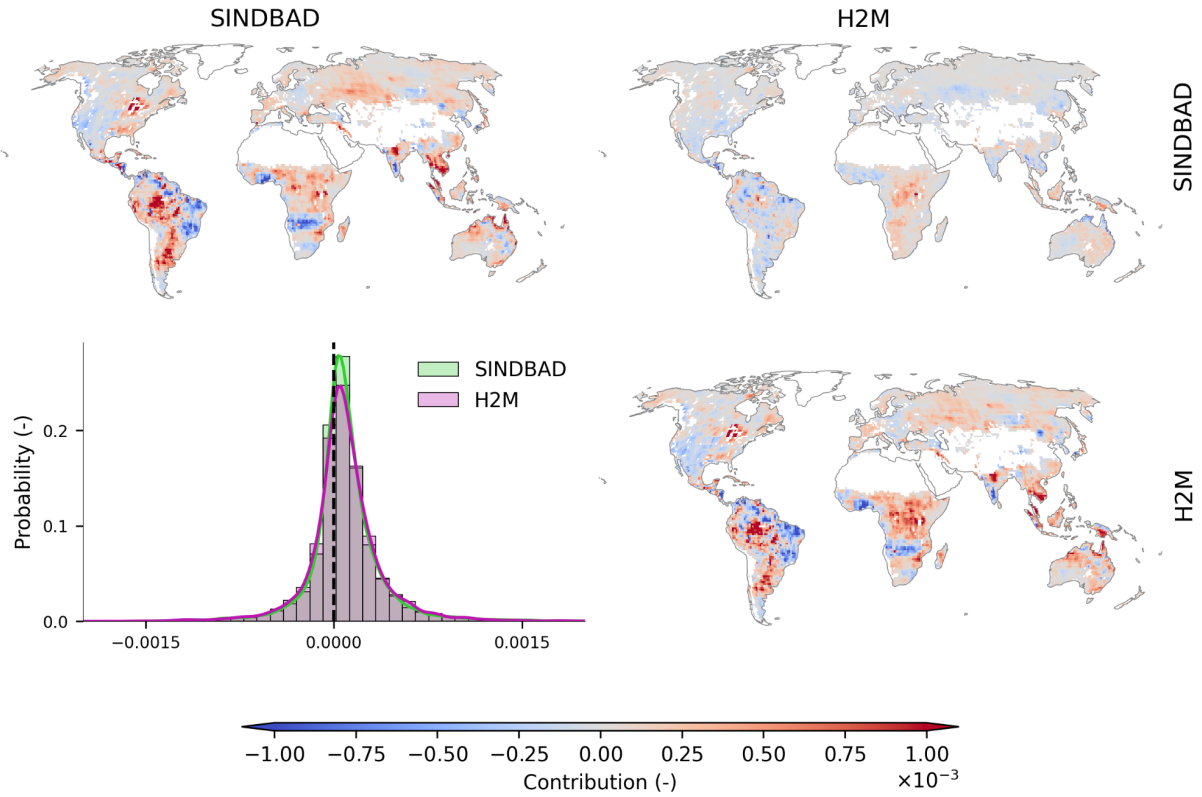 SINDBAD
H2M
SINDBAD
Probability (-)
0.2
0.1
0.0
SINDBAD
H2M
−0.0015
0.0000
0.0015
H2M
−1.00
−0.75
−0.50
−0.25
0.00
0.25
0.50
0.75
1.00
Contribution (-)
×10⁻³